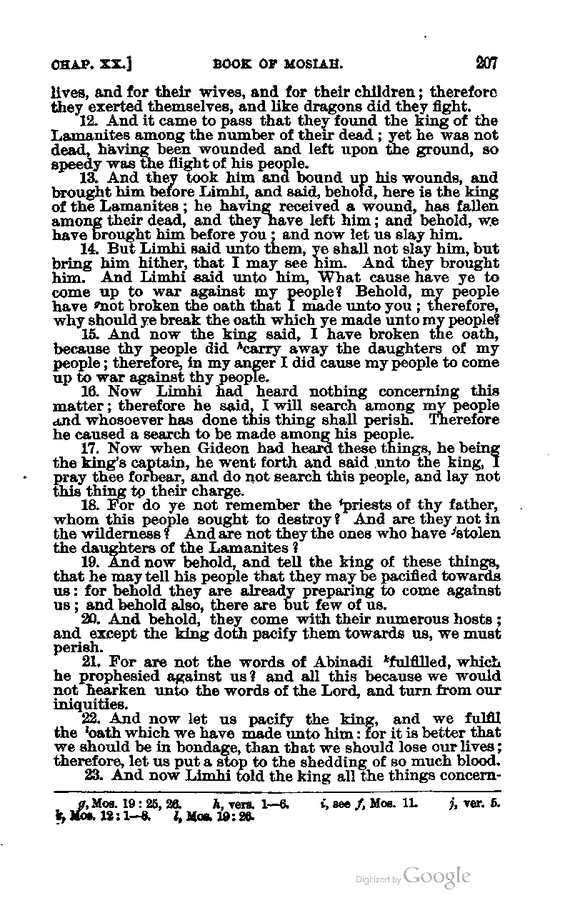 CHAP. XX.] BOOK OF MOSIAH. 207
lives, and for their wives, and for their children; therefore
they exerted themselves, and like dragons did they fight.
12. And it came to pass that they found the king of the
Lamanites among the number of their dead; yet he was not
dead, having been wounded and left upon the ground, so
speedy was the flight of his people.
13. And they took him and bound up his wounds, and
brought him before Limhi, and said, behold, here is the king
of the Lamanites; he having received a wound, has fallen
among their dead, and they have left him; and behold, we
have brought him before you; and now let us slay him.
14. But Limhi said unto them, ye shall not slay him, but
bring him hither, that I may see him. And they brought
him. And Limhi said unto him, What cause have ye to
come up to war against my people? Behold, my people
have ᵍnot broken the oath that I made unto you; therefore,
why should ye break the oath which ye made unto my people?
15. And now the king said, I have broken the oath,
because thy people did ʰcarry away the daughters of my
people; therefore, in my anger I did cause my people to come
up to war against thy people.
16. Now Limhi had heard nothing concerning this
matter; therefore he said, I will search among my people
and whosoever has done this thing shall perish. Therefore
he caused a search to be made among his people.
17. Now when Gideon had heard these things, he being
the king's captain, he went forth and said unto the king, I
pray thee forbear, and do not search this people, and lay not
this thing to their charge.
18. For do ye not remember the ⁱpriests of thy father,
whom this people sought to destroy? And are they not in
the wilderness? And are not they the ones who have ʲstolen
the daughters of the Lamanites?
19. And now behold, and tell the king of these things,
that he may tell his people that they may be pacified towards
us: for behold they are already preparing to come against
us; and behold also, there are but few of us.
20. And behold, they come with their numerous hosts;
and except the king doth pacify them towards us, we must
perish.
21. For are not the words of Abinadi ᵏfulfilled, which
he prophesied against us? and all this because we would
not hearken unto the words of the Lord, and turn from our
iniquities.
22. And now let us pacify the king, and we fulfil
the ˡoath which we have made unto him: for it is better that
we should be in bondage, than that we should lose our lives;
therefore, let us put a stop to the shedding of so much blood.
23. And now Limhi told the king all the things concern-
g, Mos. 19: 25, 26. h, vers. 1—6. i, see f, Mos. 11. j, ver. 5.
k, Mos. 12: 1—8. l, Mos. 19: 26.
Digitized by Google